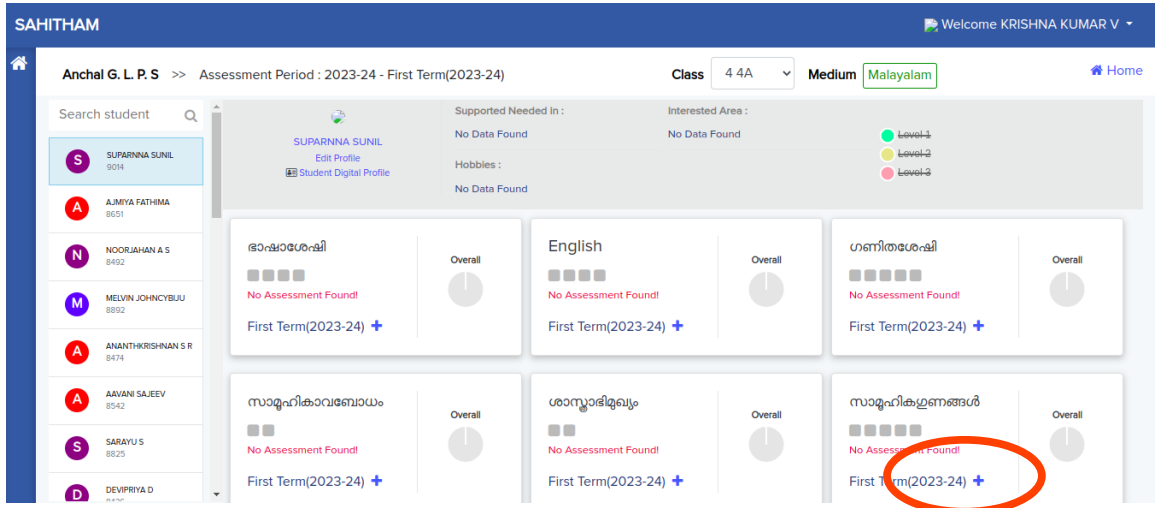 SAHITHAM
Welcome KRISHNA KUMAR V
Anchal G. L. P. S >> Assessment Period : 2023-24 - First Term(2023-24)
Class 4 4A Medium Malayalam
Home
Search student
S SUPARNNA SUNIL
9014
A AJMIYA FATHIMA
8651
N NOORJAHAN A S
8492
M MELVIN JOHNCYBIJU
8892
A ANANTHKRISHNAN S R
8474
A AAVANI SAJEEV
8542
S SARAYU S
8825
D DEVIPRIYA D
SUPARNNA SUNIL
Edit Profile
Student Digital Profile
Supported Needed in :
No Data Found
Hobbies :
No Data Found
Interested Area :
No Data Found
Level 1
Level 2
Level 3
ഭാഷാശേഷി
Overall
No Assessment Found!
First Term(2023-24) +
English
Overall
No Assessment Found!
First Term(2023-24) +
ഗണിതശേഷി
Overall
No Assessment Found!
First Term(2023-24) +
സാമൂഹികാവബോധം
Overall
No Assessment Found!
First Term(2023-24) +
ശാസ്ത്രാഭിമുഖ്യം
Overall
No Assessment Found!
First Term(2023-24) +
സാമൂഹികഗുണങ്ങൾ
Overall
No Assessment Found!
First Term(2023-24) +